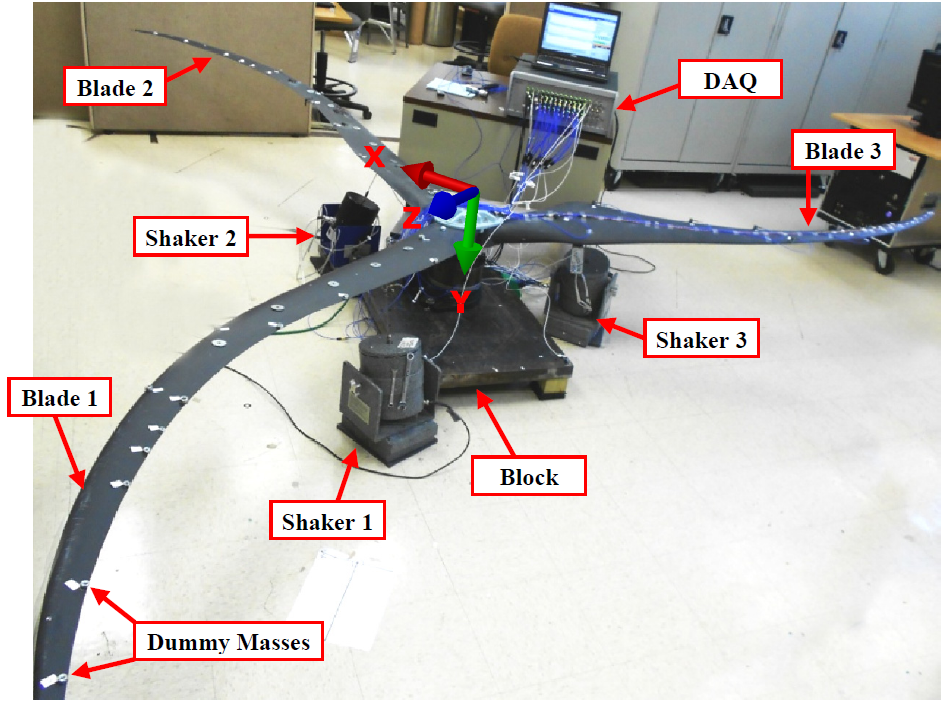 Blade 2
DAQ
X
Blade 3
Z
Shaker 2
Y
Shaker 3
Blade 1
Block
Shaker 1
Dummy Masses